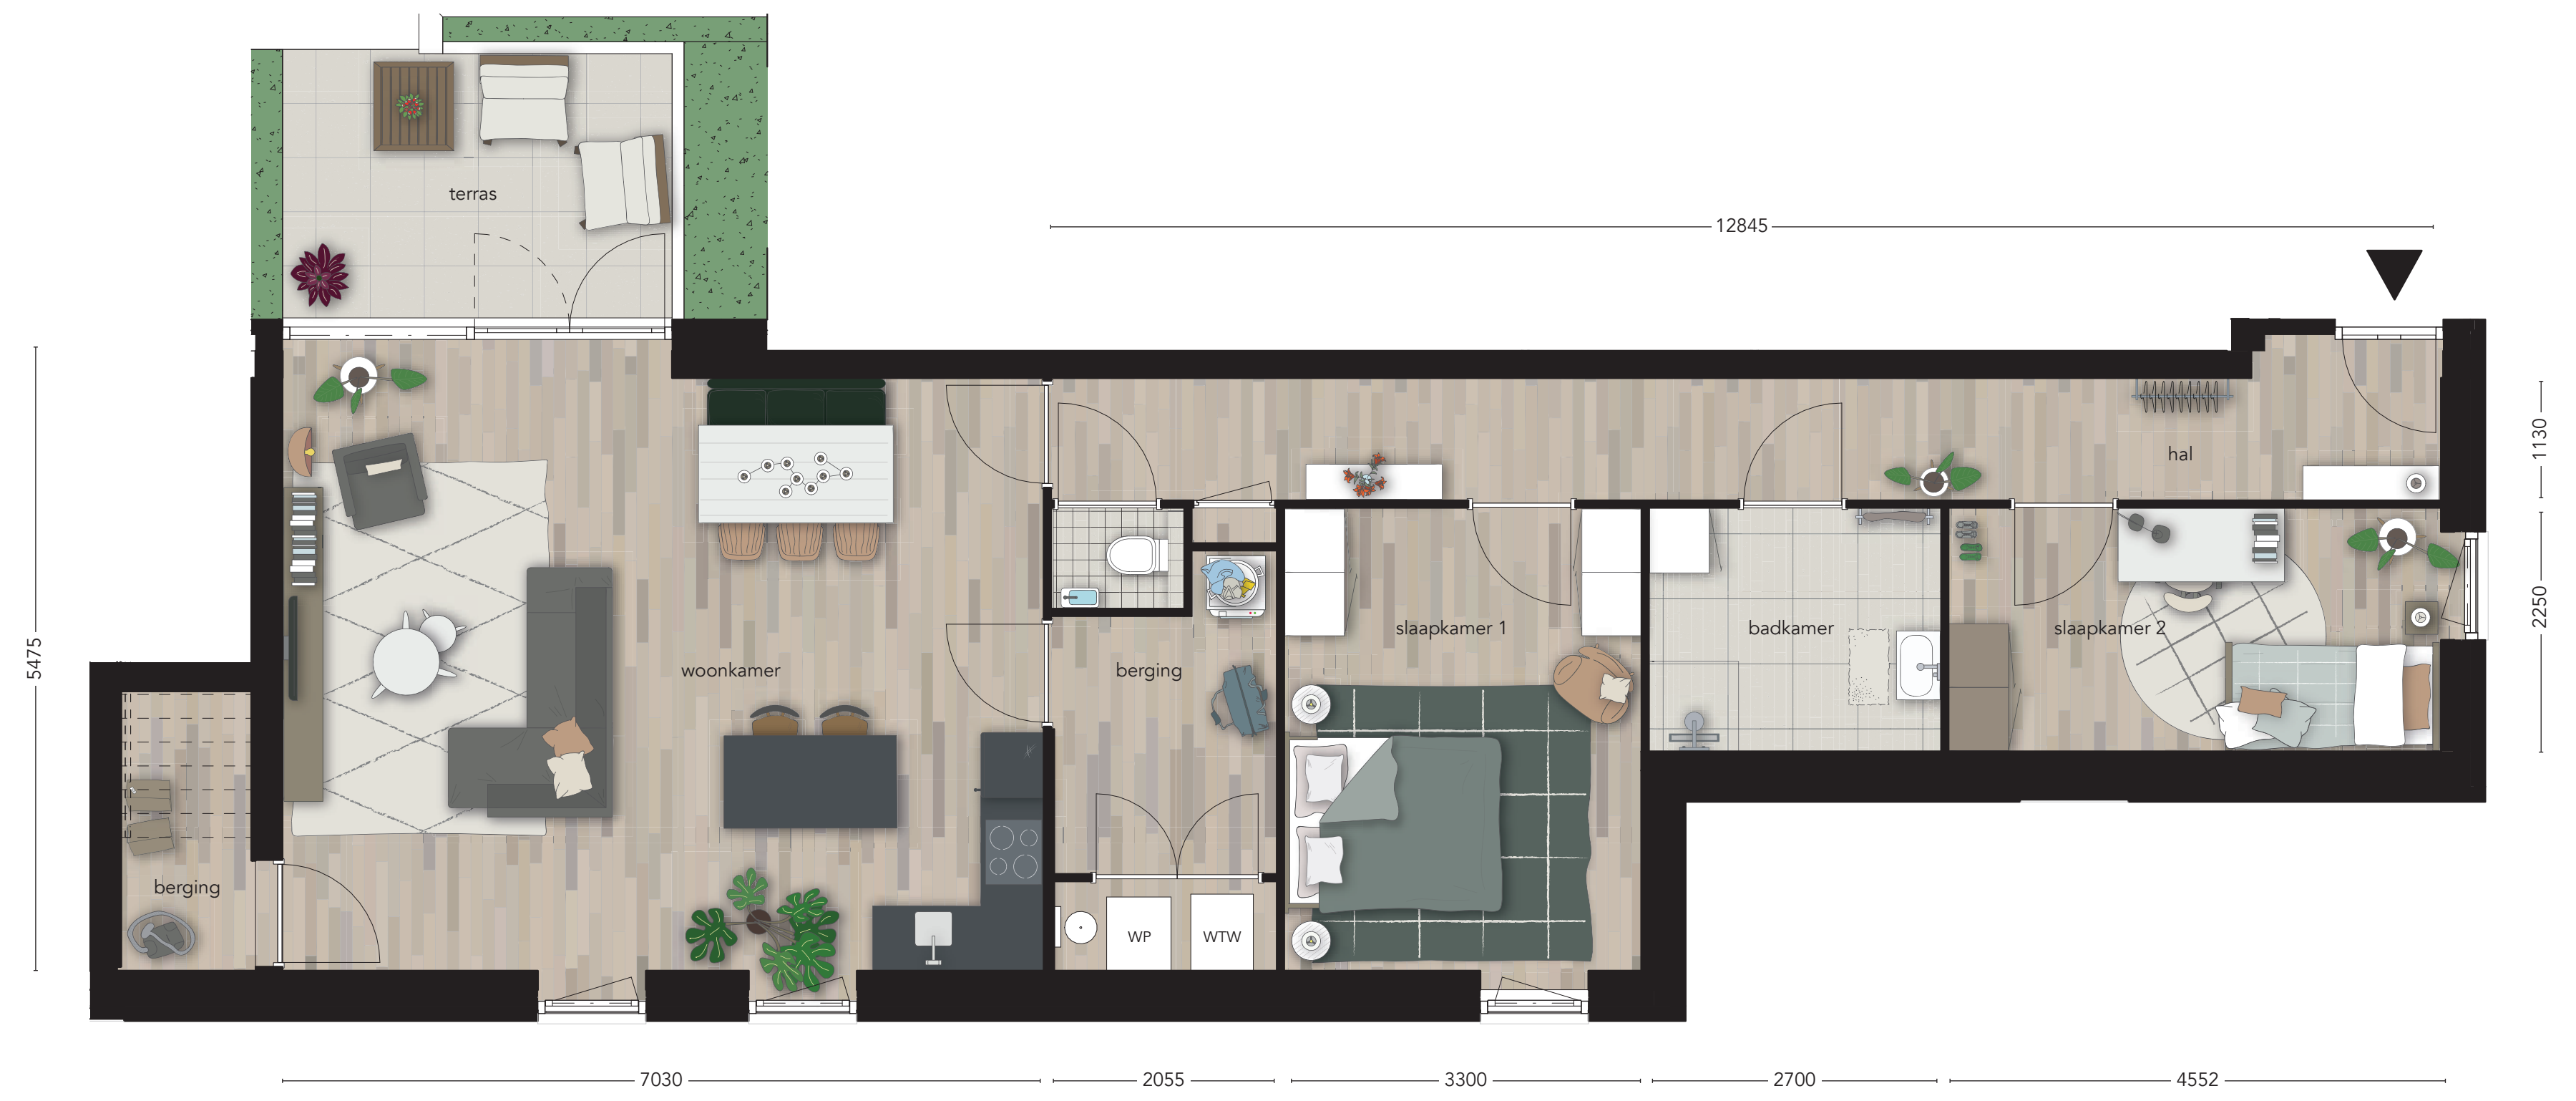 terras
12845
hal
1130
5475
woonkamer
berging
slaapkamer 1
badkamer
slaapkamer 2
2250
berging
WP
WTW
7030
2055
3300
2700
4552